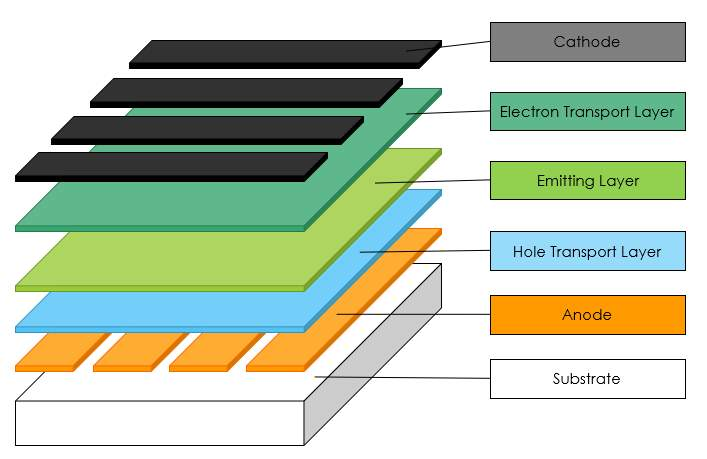 Cathode
Electron Transport Layer
Emitting Layer
Hole Transport Layer
Anode
Substrate